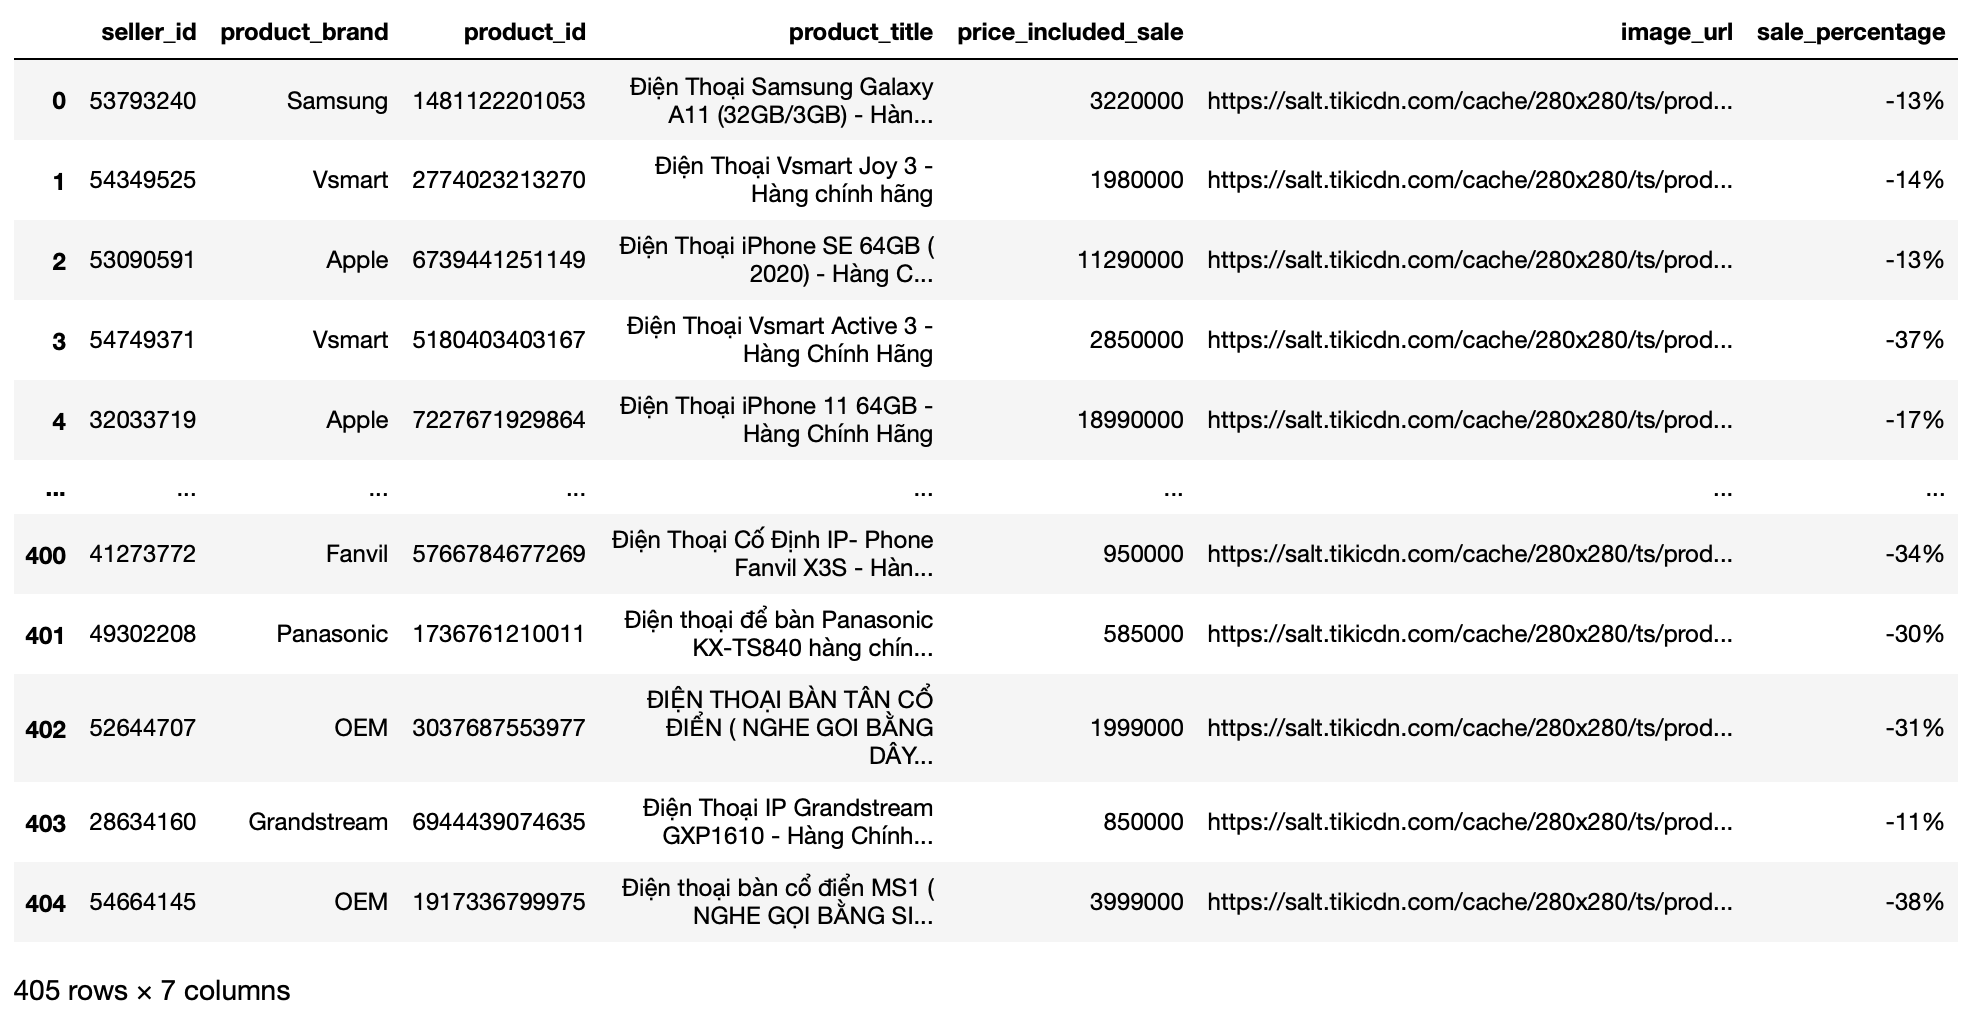 seller_id product_brand product_id product_title price_included_sale image_url sale_percentage
0 53793240 Samsung 1481122201053 Điện Thoại Samsung Galaxy A11 (32GB/3GB) - Hàn... 3220000 https://salt.tikicdn.com/cache/280x280/ts/prod... -13%
1 54349525 Vsmart 2774023213270 Điện Thoại Vsmart Joy 3 - Hàng chính hãng 1980000 https://salt.tikicdn.com/cache/280x280/ts/prod... -14%
2 53090591 Apple 6739441251149 Điện Thoại iPhone SE 64GB ( 2020) - Hàng C... 11290000 https://salt.tikicdn.com/cache/280x280/ts/prod... -13%
3 54749371 Vsmart 5180403403167 Điện Thoại Vsmart Active 3 - Hàng Chính Hãng 2850000 https://salt.tikicdn.com/cache/280x280/ts/prod... -37%
4 32033719 Apple 7227671929864 Điện Thoại iPhone 11 64GB - Hàng Chính Hãng 18990000 https://salt.tikicdn.com/cache/280x280/ts/prod... -17%
... ... ... ... ... ... ... ...
400 41273772 Fanvil 5766784677269 Điện Thoại Cố Định IP- Phone Fanvil X3S - Hàn... 950000 https://salt.tikicdn.com/cache/280x280/ts/prod... -34%
401 49302208 Panasonic 1736761210011 Điện thoại để bàn Panasonic KX-TS840 hàng chín... 585000 https://salt.tikicdn.com/cache/280x280/ts/prod... -30%
402 52644707 OEM 3037687553977 ĐIỆN THOẠI BÀN TÂN CỔ ĐIỂN ( NGHE GOI BẰNG DÂY... 1999000 https://salt.tikicdn.com/cache/280x280/ts/prod... -31%
403 28634160 Grandstream 6944439074635 Điện Thoại IP Grandstream GXP1610 - Hàng Chính... 850000 https://salt.tikicdn.com/cache/280x280/ts/prod... -11%
404 54664145 OEM 1917336799975 Điện thoại bàn cổ điển MS1 ( NGHE GỌI BẰNG SI... 3999000 https://salt.tikicdn.com/cache/280x280/ts/prod... -38%
405 rows × 7 columns